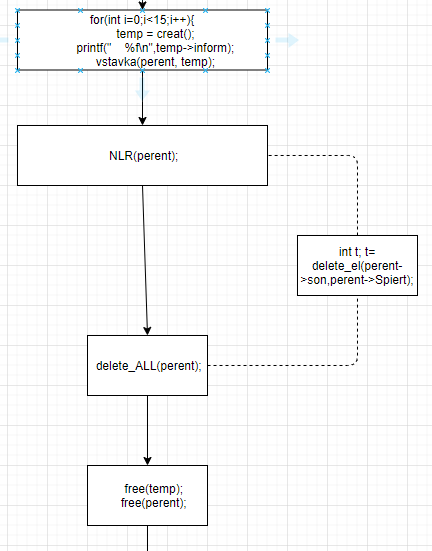 for(int i=0;i<15;i++){
temp = creat();
printf("    %f\n",temp->inform);
vstavka(perent, temp);
NLR(perent);
int t; t=
delete_el(perent-
>son,perent->Spiert);
delete_ALL(perent);
free(temp);
free(perent);